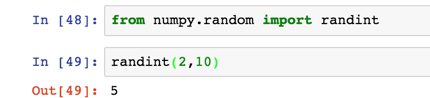 In [48]: from numpy.random import randint
In [49]: randint(2,10)
Out[49]: 5